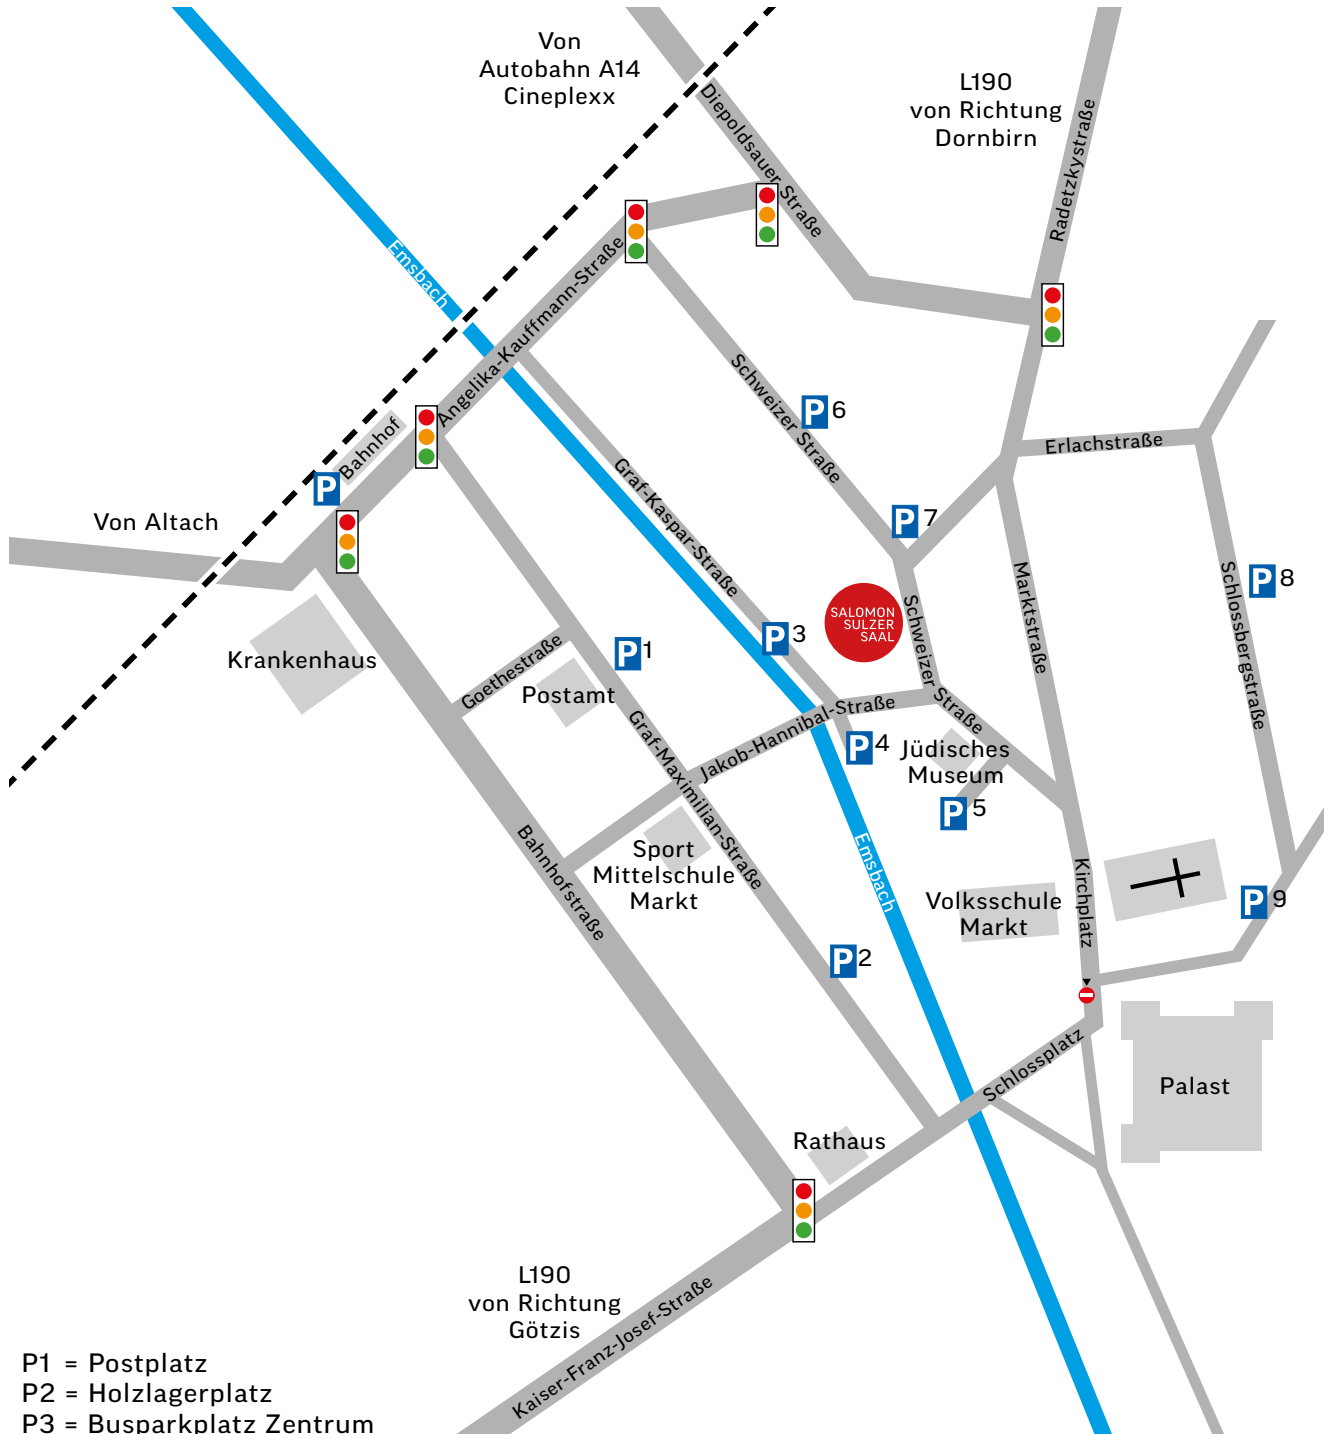 Von
Autobahn A14
Cineplexx
L190
von Richtung
Dornbirn
Diepoldsauer Straße
Radetzkystraße
Emsbach
Angelika-Kauffmann-Straße
Schweizer Straße
P 6
Bahnhof
P
Erlachstraße
Von Altach
Graf-Kaspar-Straße
P 7
Marktstraße
Schlossbergstraße
P 8
SALOMON
SULZER
SAAL
Schweizer Straße
P 3
Krankenhaus
Goethestraße
P 1
Postamt
Graf-Maximilian-Straße
Jakob-Hannibal-Straße
P 4
Jüdisches
Museum
P 5
Sport
Mittelschule
Markt
Bahnhofstraße
Emsbach
Volksschule
Markt
Kirchplatz
P 9
P 2
Schlossplatz
Palast
Rathaus
L190
von Richtung
Götzis
Kaiser-Franz-Josef-Straße
P1 = Postplatz
P2 = Holzlagerplatz
P3 = Busparkplatz Zentrum